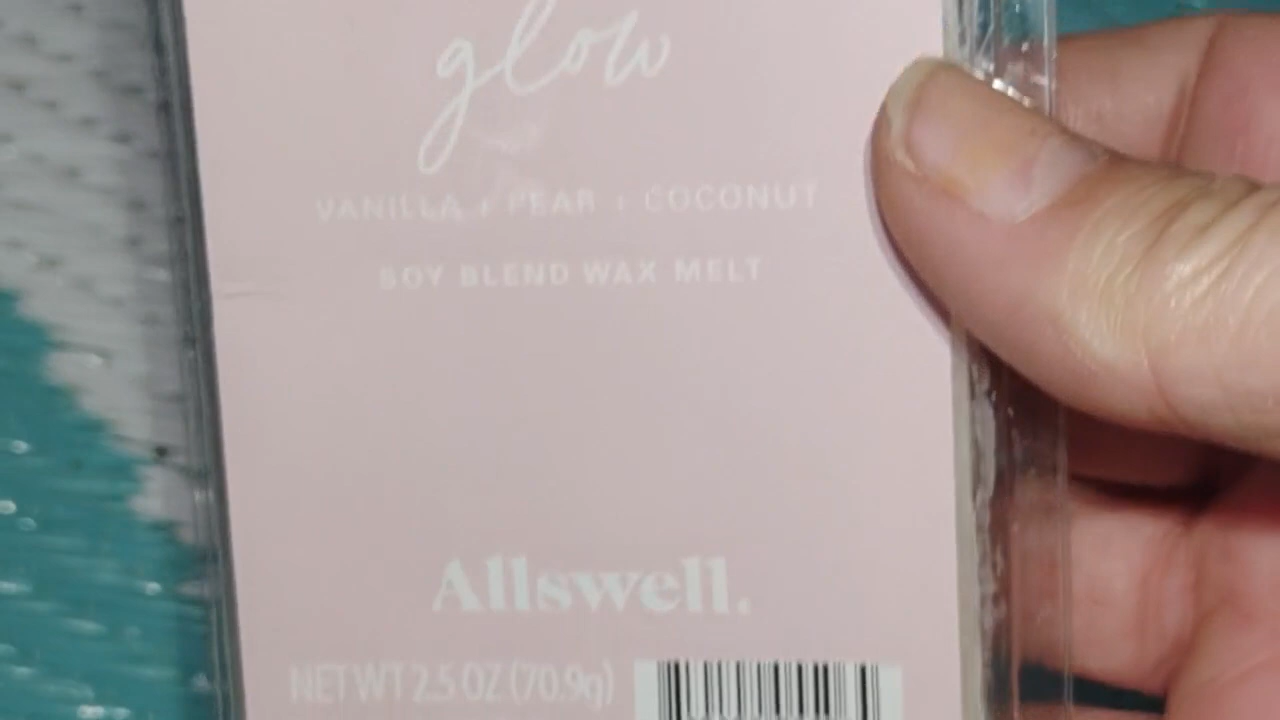 glow
VANILLA + PEAR + COCONUT
SOY BLEND WAX MELT
Allswell.
NET WT 2.5 OZ (70.9g)